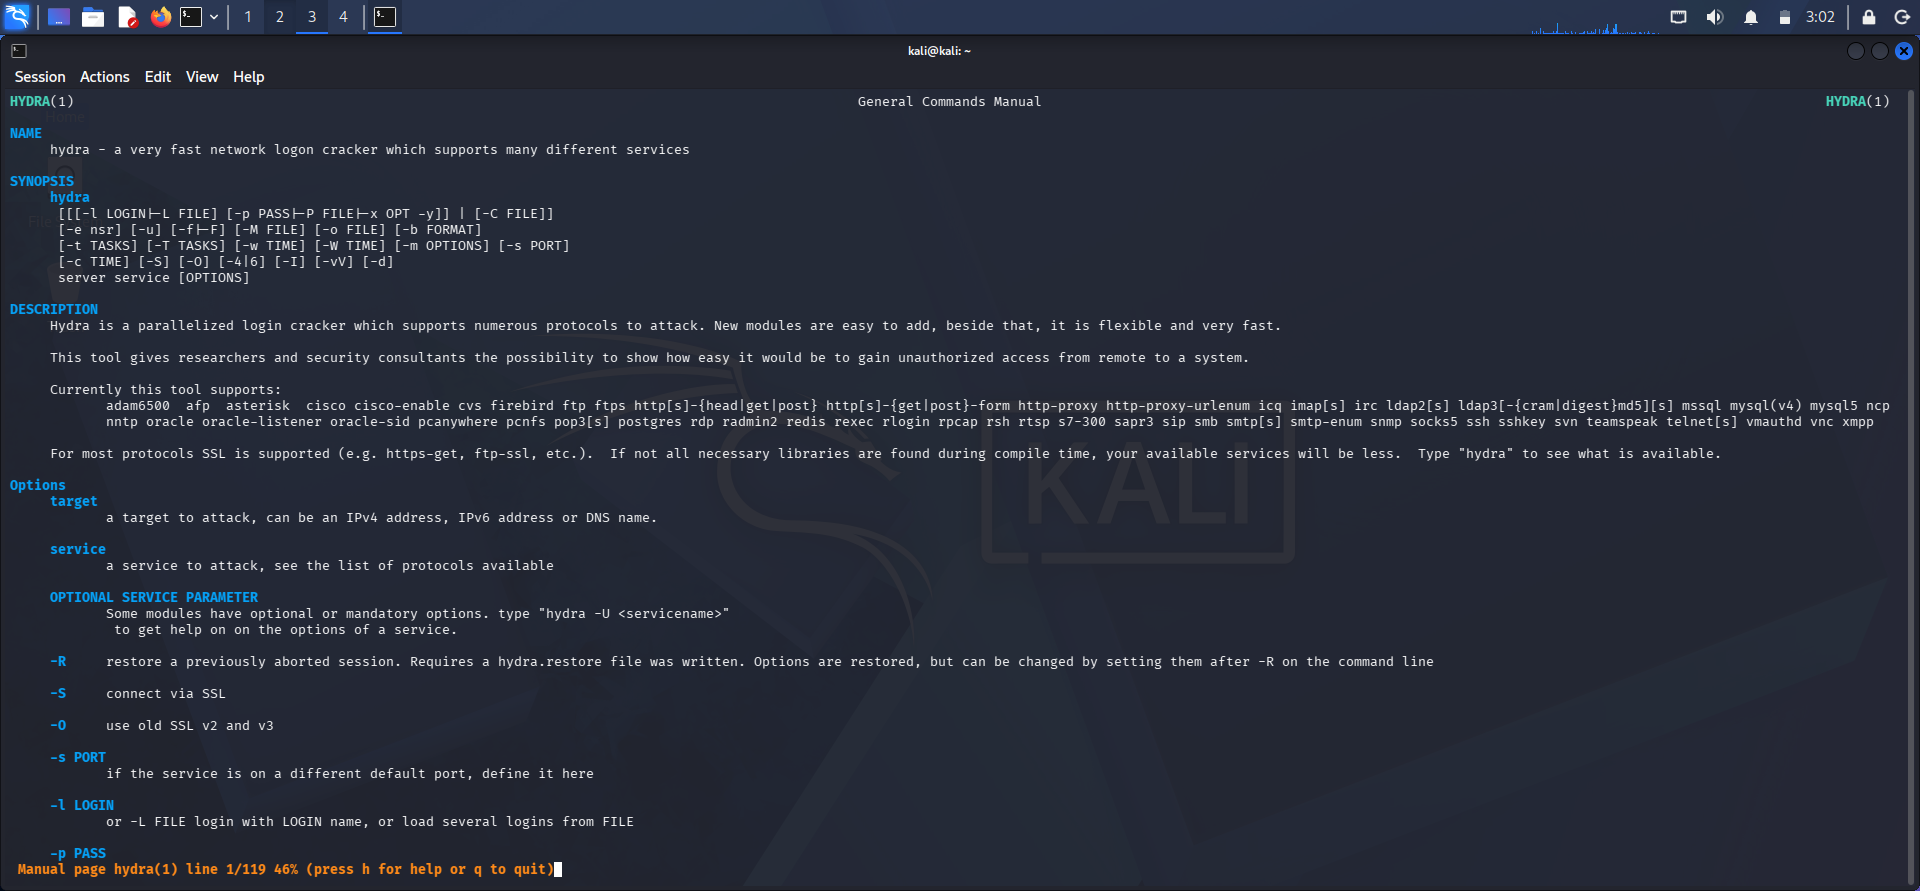 1 2 3 4 3:02
kali@kali: ~
Session Actions Edit View Help
HYDRA(1) General Commands Manual HYDRA(1)
NAME
hydra - a very fast network logon cracker which supports many different services
SYNOPSIS
hydra
[[[-l LOGIN|-L FILE] [-p PASS|-P FILE|-x OPT -y]] | [-C FILE]]
[-e nsr] [-u] [-f|-F] [-M FILE] [-o FILE] [-b FORMAT]
[-t TASKS] [-T TASKS] [-w TIME] [-W TIME] [-m OPTIONS] [-s PORT]
[-c TIME] [-S] [-O] [-4|6] [-I] [-vV] [-d]
server service [OPTIONS]
DESCRIPTION
Hydra is a parallelized login cracker which supports numerous protocols to attack. New modules are easy to add, beside that, it is flexible and very fast.
This tool gives researchers and security consultants the possibility to show how easy it would be to gain unauthorized access from remote to a system.
Currently this tool supports:
adam6500 afp asterisk cisco cisco-enable cvs firebird ftp ftps http[s]-{head|get|post} http[s]-{get|post}-form http-proxy http-proxy-urlenum icq imap[s] irc ldap2[s] ldap3[-{cram|digest}md5][s] mssql mysql(v4) mysql5 ncp
nntp oracle oracle-listener oracle-sid pcanywhere pcnfs pop3[s] postgres rdp radmin2 redis rexec rlogin rpcap rsh rtsp s7-300 sapr3 sip smb smtp[s] smtp-enum snmp socks5 ssh sshkey svn teamspeak telnet[s] vmauthd vnc xmpp
For most protocols SSL is supported (e.g. https-get, ftp-ssl, etc.). If not all necessary libraries are found during compile time, your available services will be less. Type "hydra" to see what is available.
Options
target
a target to attack, can be an IPv4 address, IPv6 address or DNS name.
KALI
service
a service to attack, see the list of protocols available
OPTIONAL SERVICE PARAMETER
Some modules have optional or mandatory options. type "hydra -U <servicename>"
to get help on on the options of a service.
-R restore a previously aborted session. Requires a hydra.restore file was written. Options are restored, but can be changed by setting them after -R on the command line
-S connect via SSL
-O use old SSL v2 and v3
-s PORT
if the service is on a different default port, define it here
-l LOGIN
or -L FILE login with LOGIN name, or load several logins from FILE
-p PASS
Manual page hydra(1) line 1/119 46% (press h for help or q to quit)